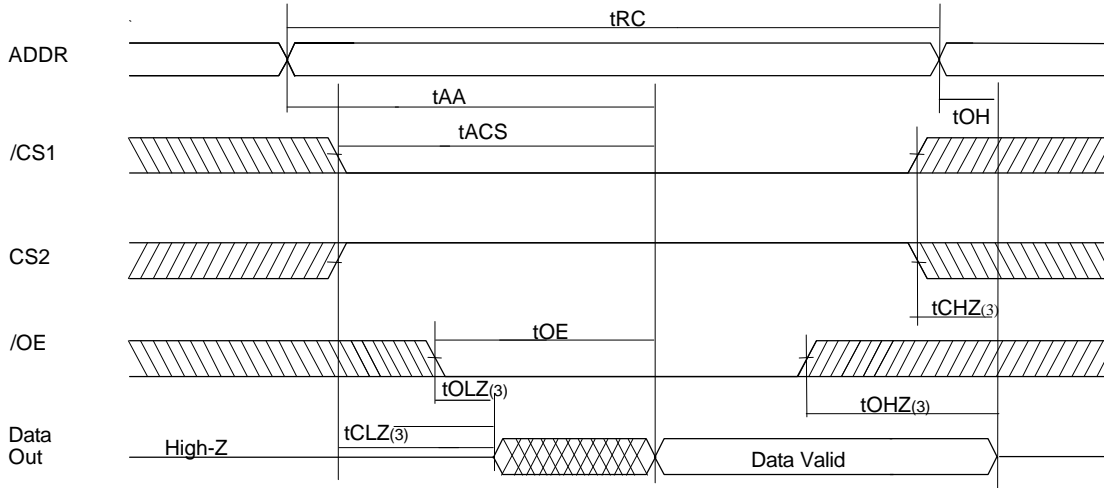 tRC
ADDR
tAA
tOH
tACS
/CS1
CS2
tCHZ(3)
/OE
tOE
tOLZ(3)
tOHZ(3)
tCLZ(3)
Data
Out
High-Z
Data Valid